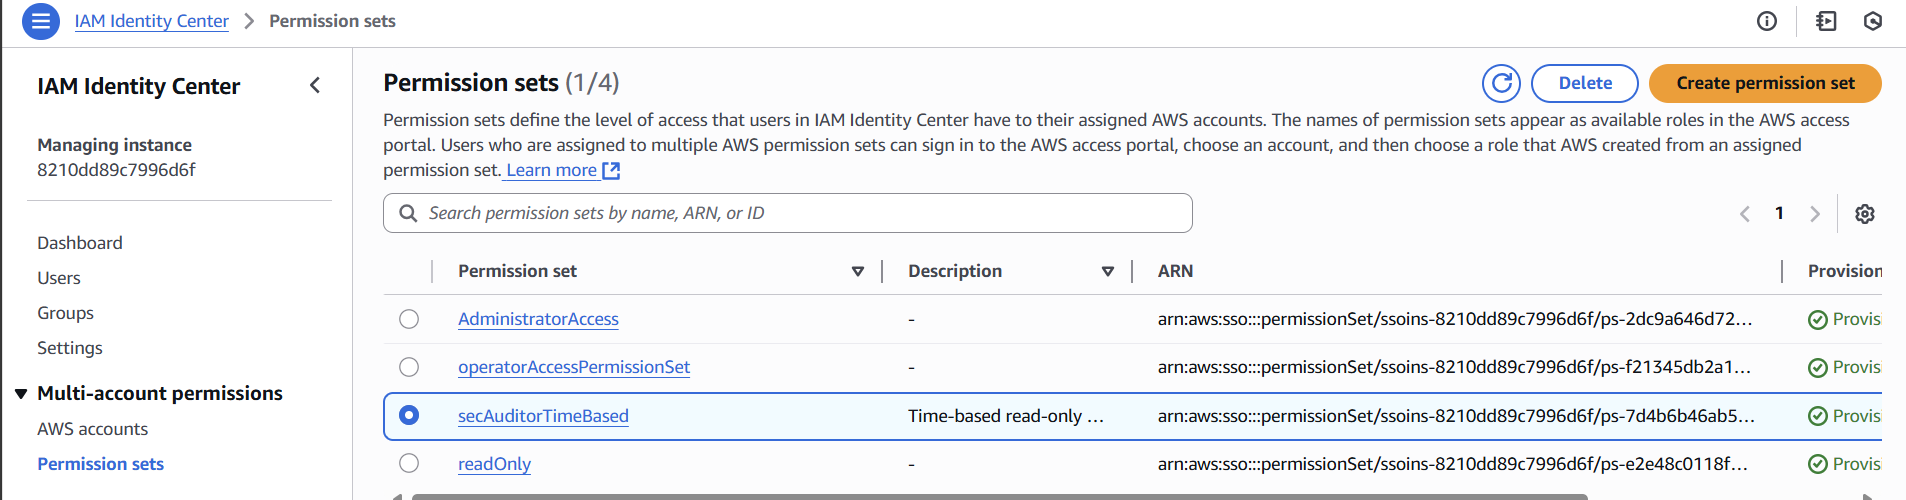 IAM Identity Center > Permission sets
IAM Identity Center
Managing instance
8210dd89c7996d6f
Dashboard
Users
Groups
Settings
Multi-account permissions
AWS accounts
Permission sets
Permission sets (1/4)
Delete
Create permission set
Permission sets define the level of access that users in IAM Identity Center have to their assigned AWS accounts. The names of permission sets appear as available roles in the AWS access
portal. Users who are assigned to multiple AWS permission sets can sign in to the AWS access portal, choose an account, and then choose a role that AWS created from an assigned
permission set. Learn more
Search permission sets by name, ARN, or ID
1
Permission set Description ARN Provision
AdministratorAccess - arn:aws:sso:::permissionSet/ssoins-8210dd89c7996d6f/ps-2dc9a646d72... Provisi
operatorAccessPermissionSet - arn:aws:sso:::permissionSet/ssoins-8210dd89c7996d6f/ps-f21345db2a1... Provisi
secAuditorTimeBased Time-based read-only ... arn:aws:sso:::permissionSet/ssoins-8210dd89c7996d6f/ps-7d4b6b46ab5... Provisi
readOnly - arn:aws:sso:::permissionSet/ssoins-8210dd89c7996d6f/ps-e2e48c0118f... Provisi